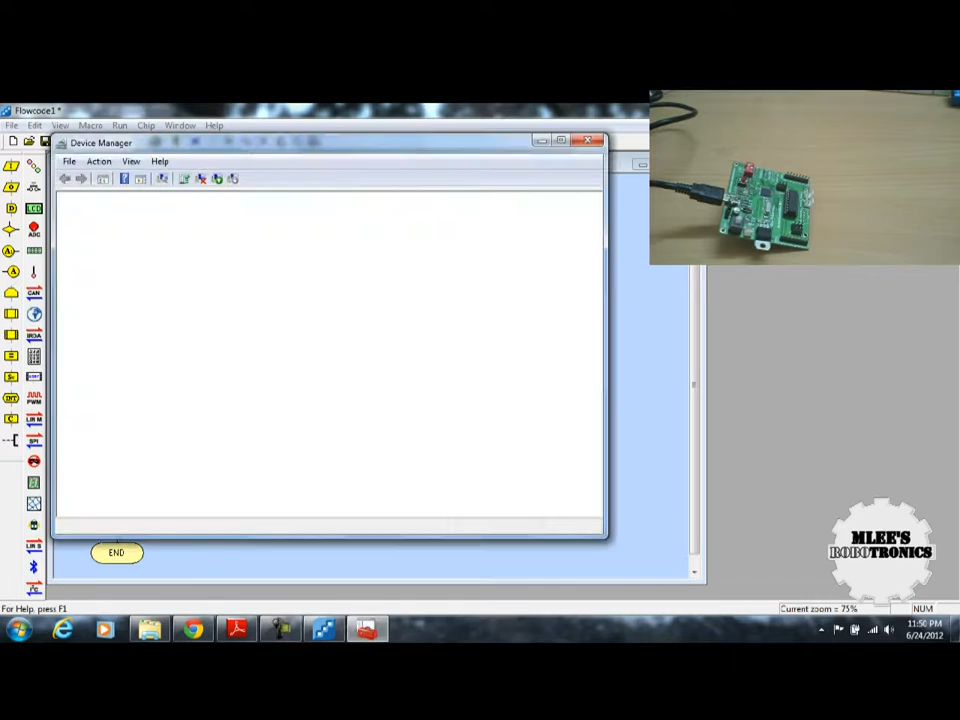 Flowcode1 *
File Edit View Macro Run Chip Window Help
Device Manager
File Action View Help
LCD
ADC
CAN
IRDA
PWM
LIN M
SPI
LIN S
I²C
INT
END
MLEE'S
ROBOTRONICS
For Help, press F1
Current zoom = 75%
NUM
11:50 PM
6/24/2012